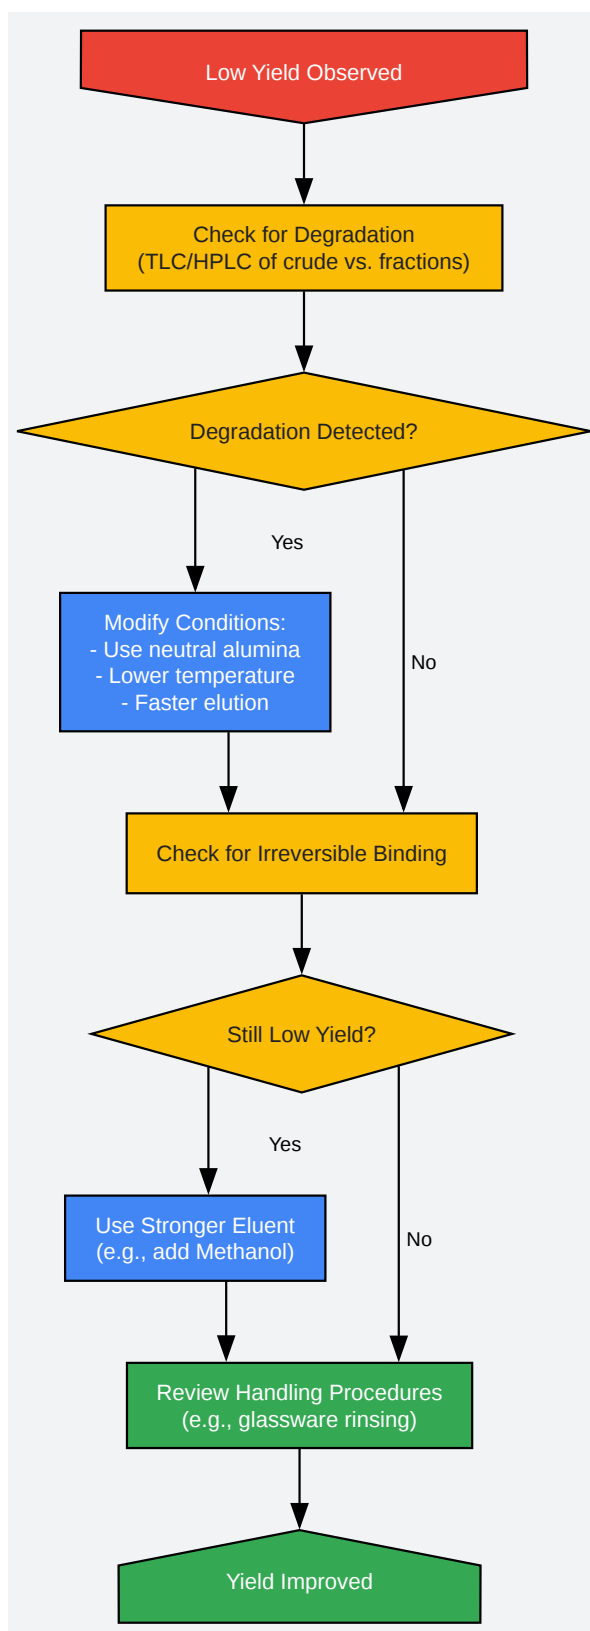 Low Yield Observed
Check for Degradation
(TLC/HPLC of crude vs. fractions)
Degradation Detected?
Yes
Modify Conditions:
- Use neutral alumina
- Lower temperature
- Faster elution
No
Check for Irreversible Binding
Still Low Yield?
Yes
Use Stronger Eluent
(e.g., add Methanol)
No
Review Handling Procedures
(e.g., glassware rinsing)
Yield Improved